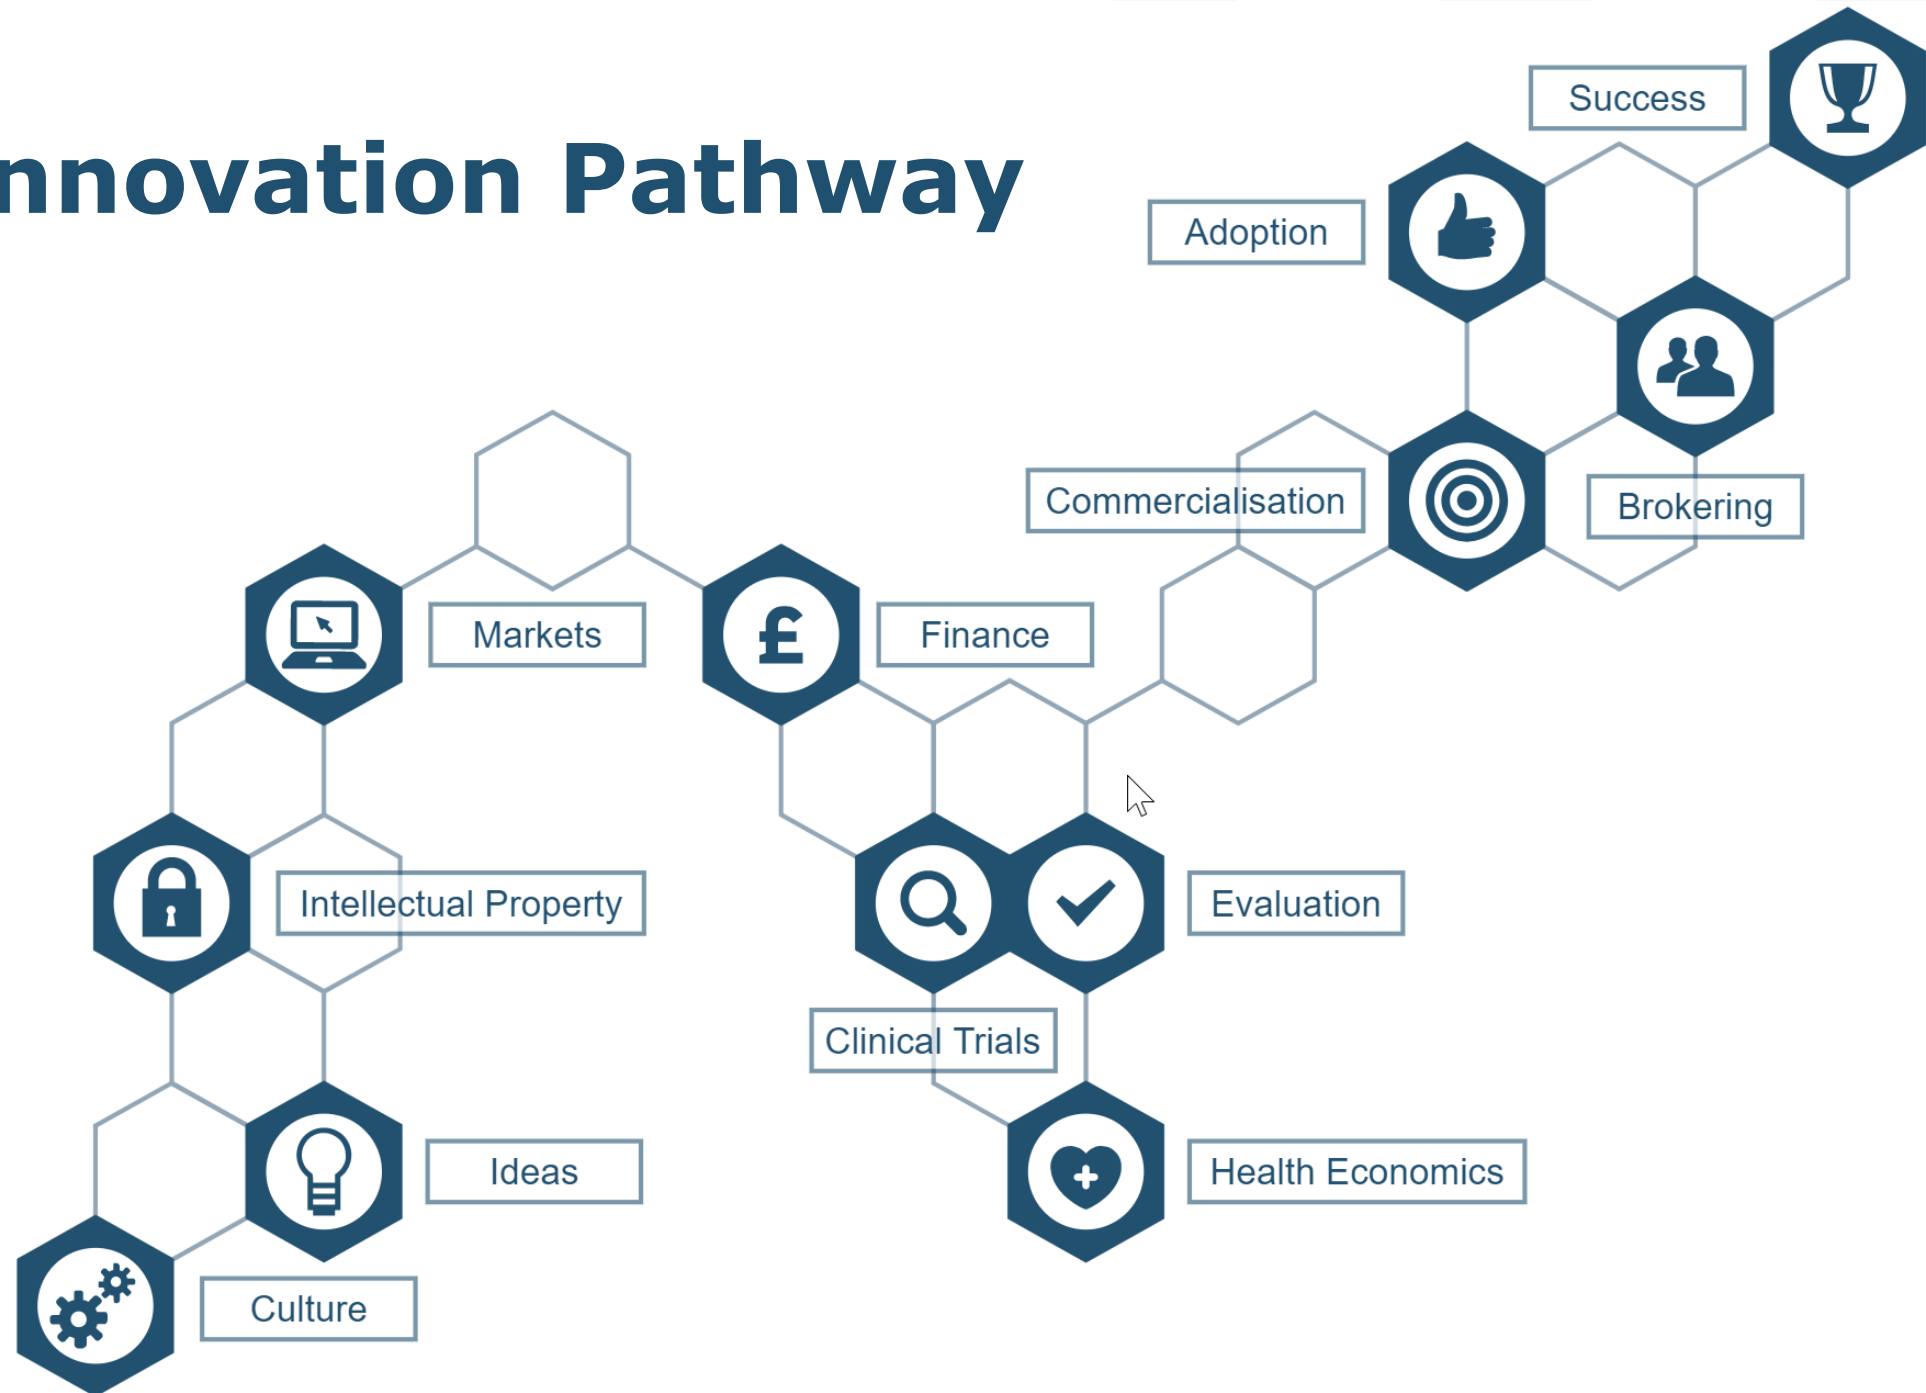 nnovation Pathway
Success
Adoption
Commercialisation
Brokering
Markets
Finance
Intellectual Property
Evaluation
Clinical Trials
Ideas
Health Economics
Culture
£